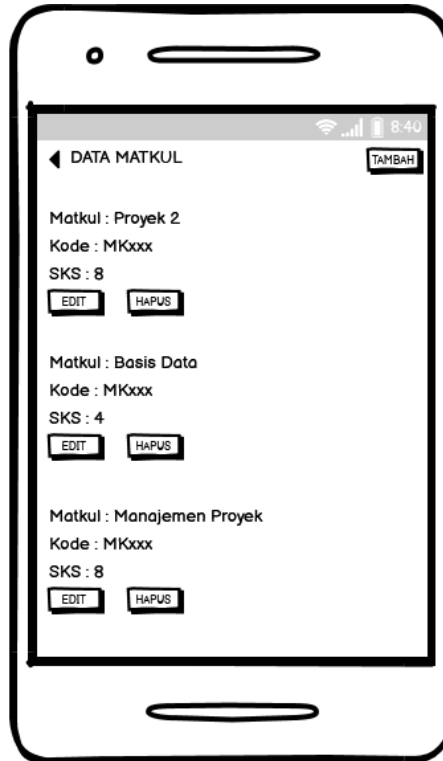 8:40
DATA MATKUL
TAMBAH
Matkul : Proyek 2
Kode : MKxxx
SKS : 8
EDIT HAPUS
Matkul : Basis Data
Kode : MKxxx
SKS : 4
EDIT HAPUS
Matkul : Manajemen Proyek
Kode : MKxxx
SKS : 8
EDIT HAPUS